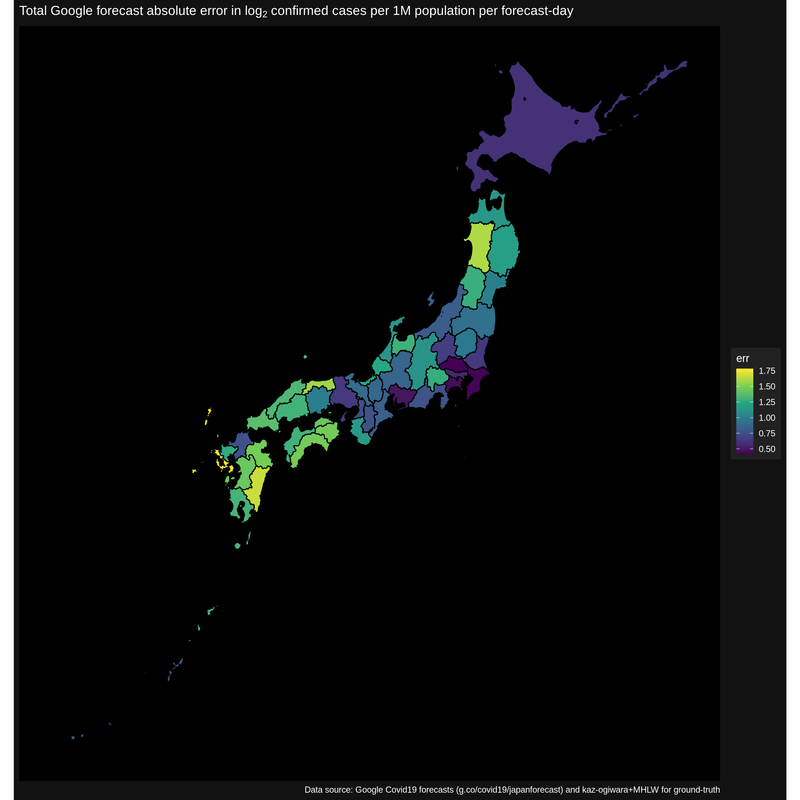 Total Google forecast absolute error in log₂ confirmed cases per 1M population per forecast-day
err
1.75
1.50
1.25
1.00
0.75
0.50
Data source: Google Covid19 forecasts (g.co/covid19/japanforecast) and kaz-ogiwara+MHLW for ground-truth